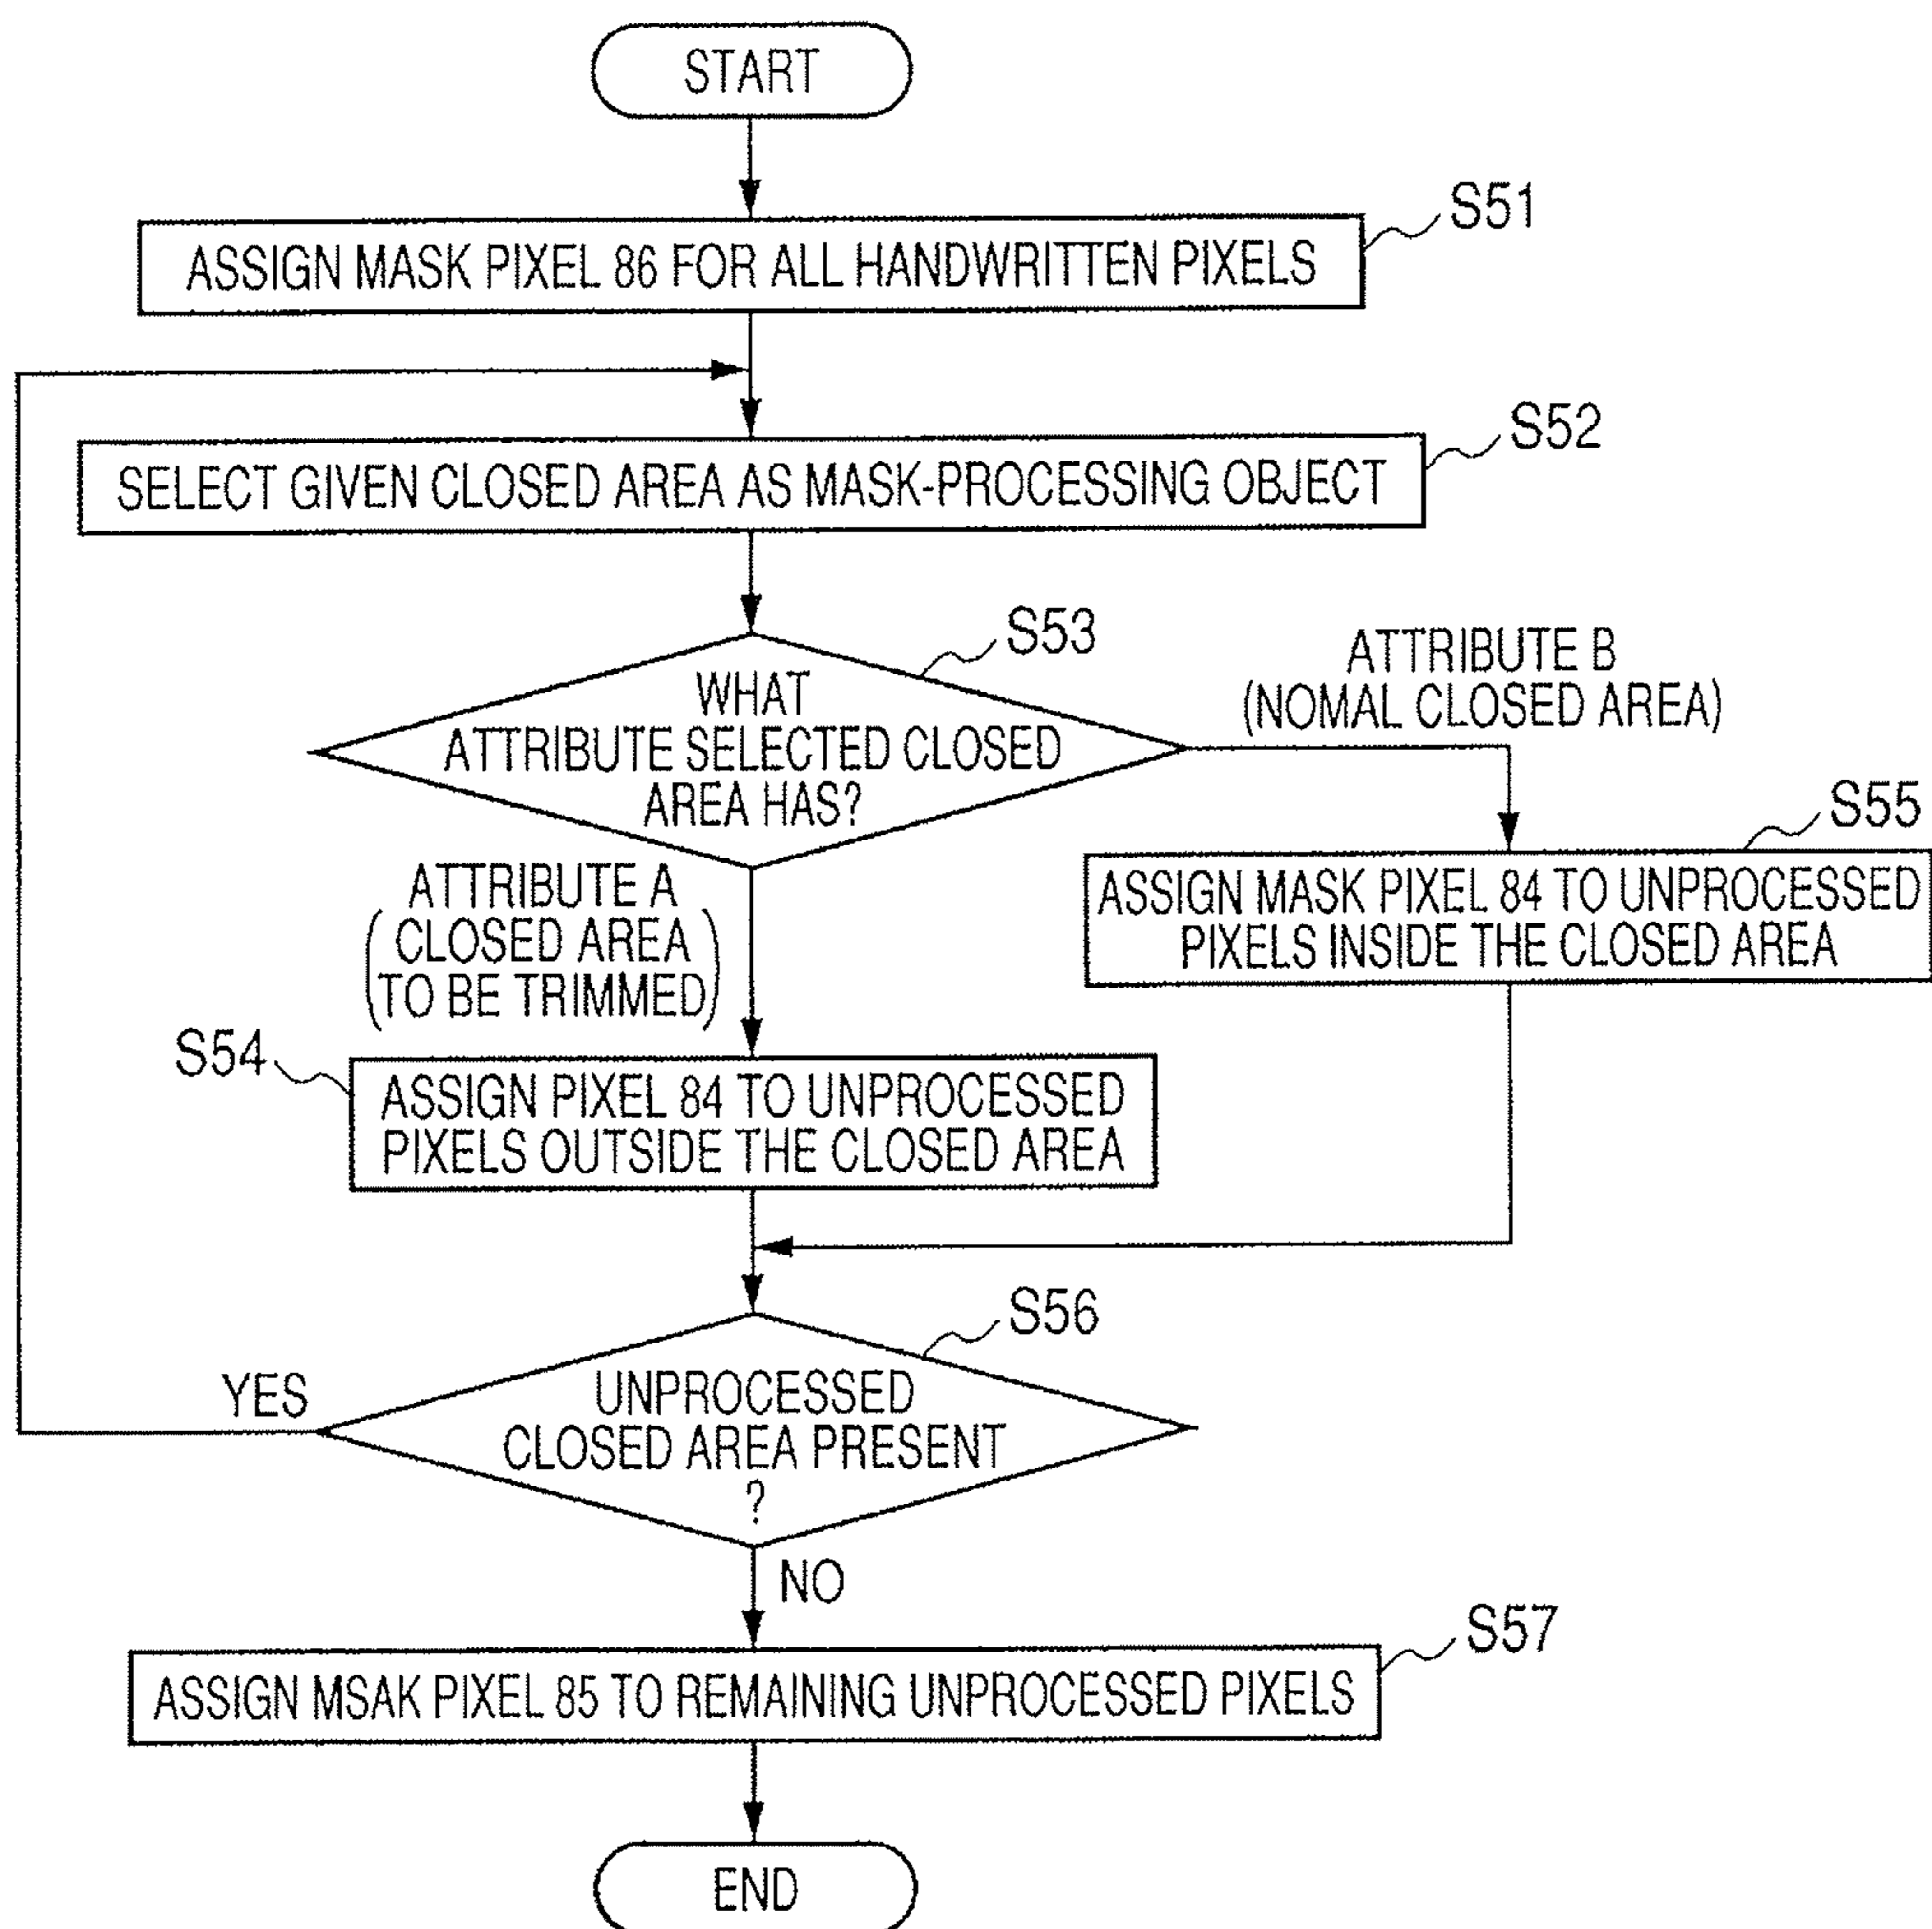 START
S51
ASSIGN MASK PIXEL 86 FOR ALL HANDWRITTEN PIXELS
S52
SELECT GIVEN CLOSED AREA AS MASK-PROCESSING OBJECT
S53
WHAT
ATTRIBUTE SELECTED CLOSED
AREA HAS?
ATTRIBUTE B
(NOMAL CLOSED AREA)
S55
ASSIGN MASK PIXEL 84 TO UNPROCESSED
PIXELS INSIDE THE CLOSED AREA
ATTRIBUTE A
(CLOSED AREA
TO BE TRIMMED)
S54
ASSIGN PIXEL 84 TO UNPROCESSED
PIXELS OUTSIDE THE CLOSED AREA
S56
UNPROCESSED
CLOSED AREA PRESENT
?
YES
NO
S57
ASSIGN MSAK PIXEL 85 TO REMAINING UNPROCESSED PIXELS
END